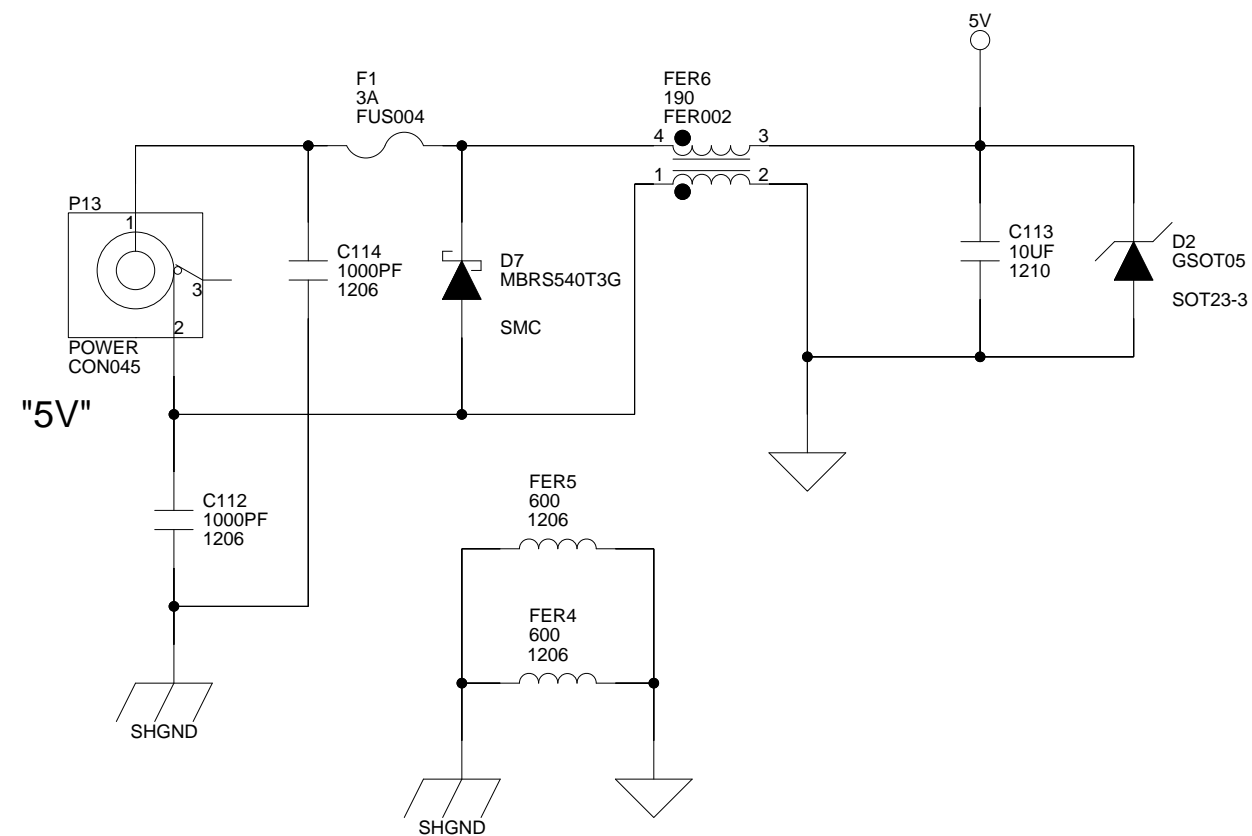 5V
F1
3A
FUS004
FER6
190
FER002
4
3
1
2
P13
1
3
2
POWER
CON045
"5V"
C114
1000PF
1206
D7
MBRS540T3G
SMC
C113
10UF
1210
D2
GSOT05
SOT23-3
C112
1000PF
1206
SHGND
FER5
600
1206
FER4
600
1206
SHGND